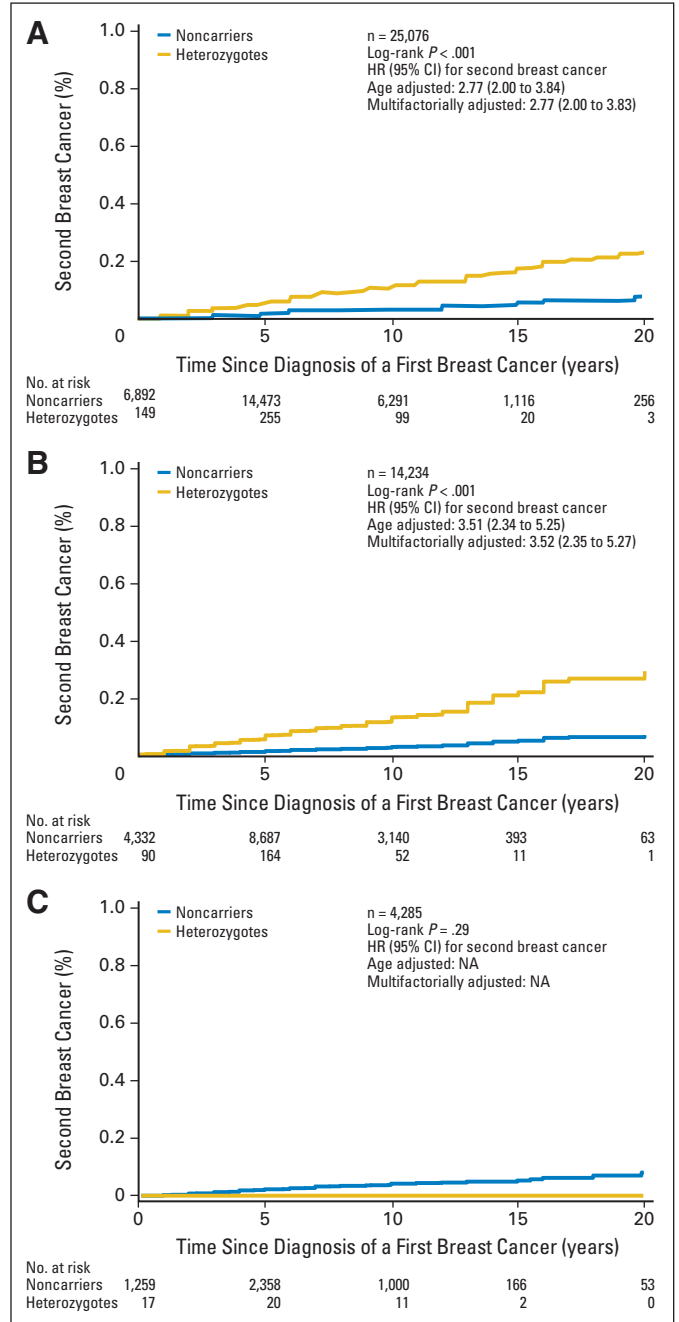 A
1.0
0.8
0.6
0.4
0.2
0
5
10
15
20
Second Breast Cancer (%)
Time Since Diagnosis of a First Breast Cancer (years)
Noncarriers
Heterozygotes
n = 25,076
Log-rank P < .001
HR (95% CI) for second breast cancer
Age adjusted: 2.77 (2.00 to 3.84)
Multifactorially adjusted: 2.77 (2.00 to 3.83)
No. at risk
Noncarriers 6,892 14,473 6,291 1,116 256
Heterozygotes 149 255 99 20 3
B
1.0
0.8
0.6
0.4
0.2
0
5
10
15
20
Second Breast Cancer (%)
Time Since Diagnosis of a First Breast Cancer (years)
Noncarriers
Heterozygotes
n = 14,234
Log-rank P < .001
HR (95% CI) for second breast cancer
Age adjusted: 3.51 (2.34 to 5.25)
Multifactorially adjusted: 3.52 (2.35 to 5.27)
No. at risk
Noncarriers 4,332 8,687 3,140 393 63
Heterozygotes 90 164 52 11 1
C
1.0
0.8
0.6
0.4
0.2
0
0
5
10
15
20
Second Breast Cancer (%)
Time Since Diagnosis of a First Breast Cancer (years)
Noncarriers
Heterozygotes
n = 4,285
Log-rank P = .29
HR (95% CI) for second breast cancer
Age adjusted: NA
Multifactorially adjusted: NA
No. at risk
Noncarriers 1,259 2,358 1,000 166 53
Heterozygotes 17 20 11 2 0